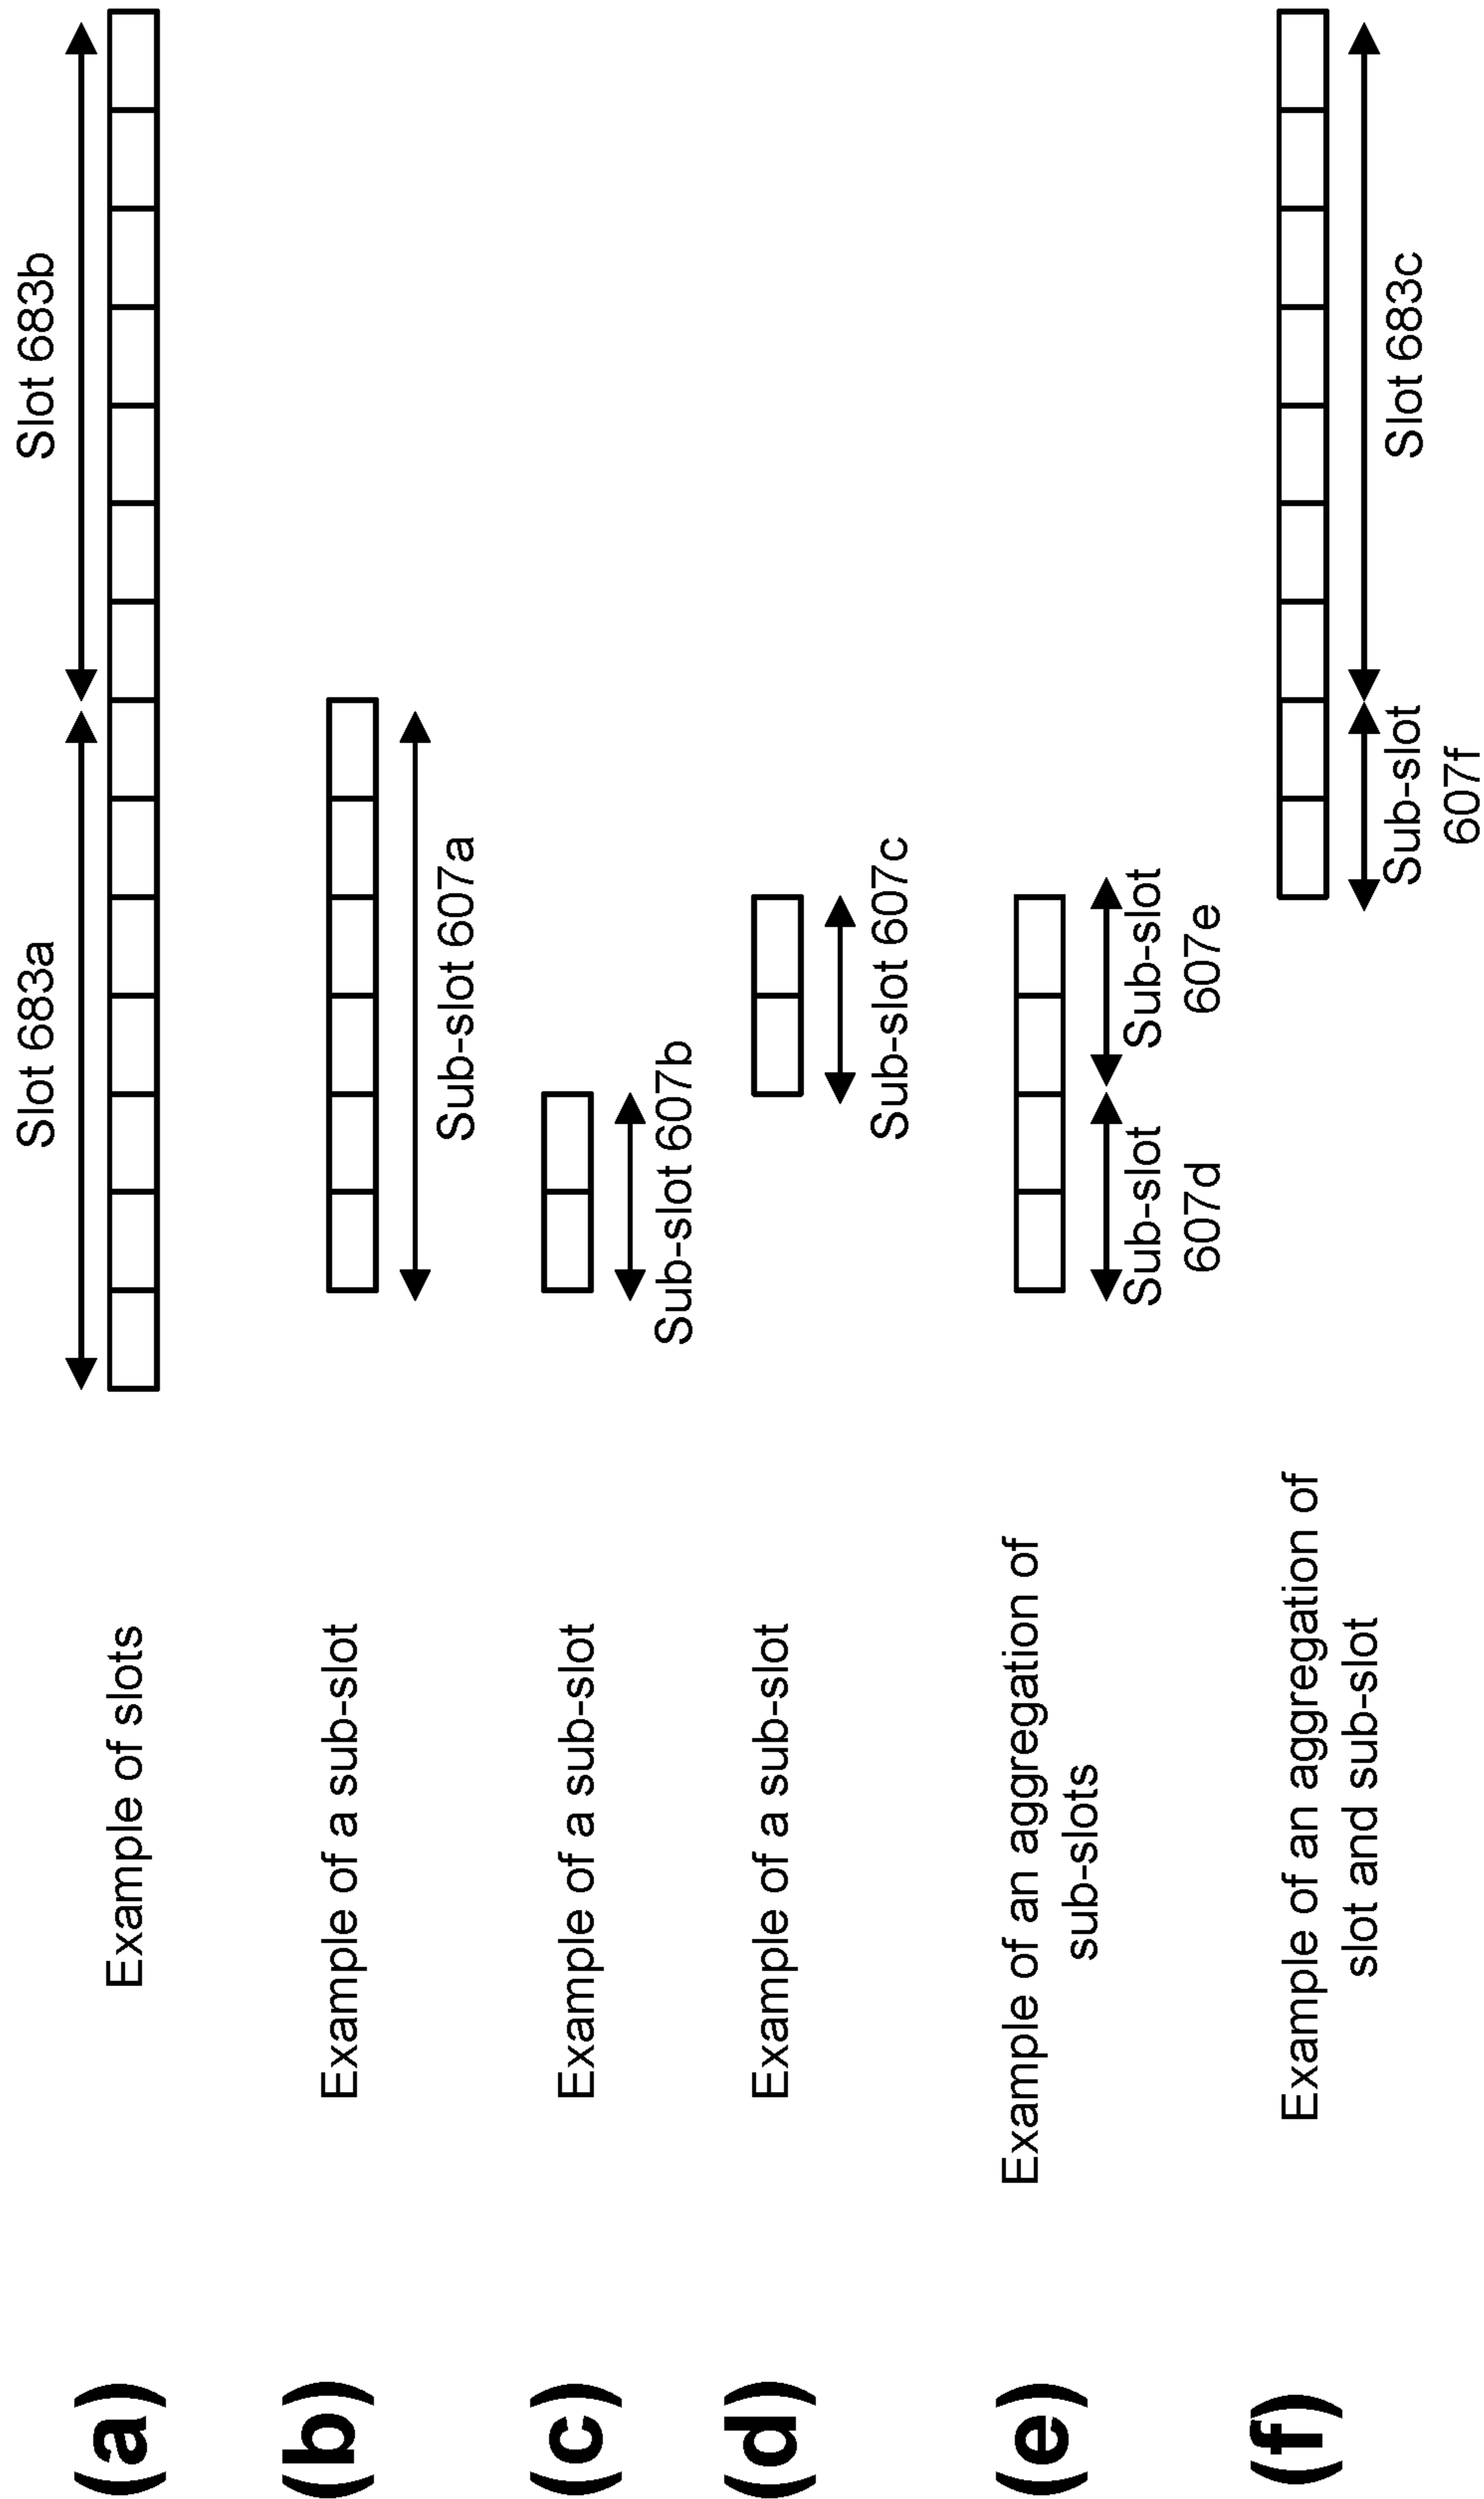 (a)
Example of slots
Slot 683a
Slot 683b
(b)
Example of a sub-slot
Sub-slot 607a
(c)
Example of a sub-slot
Sub-slot 607b
(d)
Example of a sub-slot
Sub-slot 607c
(e)
Example of an aggregation of
sub-slots
Sub-slot
607d
Sub-slot
607e
(f)
Example of an aggregation of
slot and sub-slot
Sub-slot
607f
Slot 683c